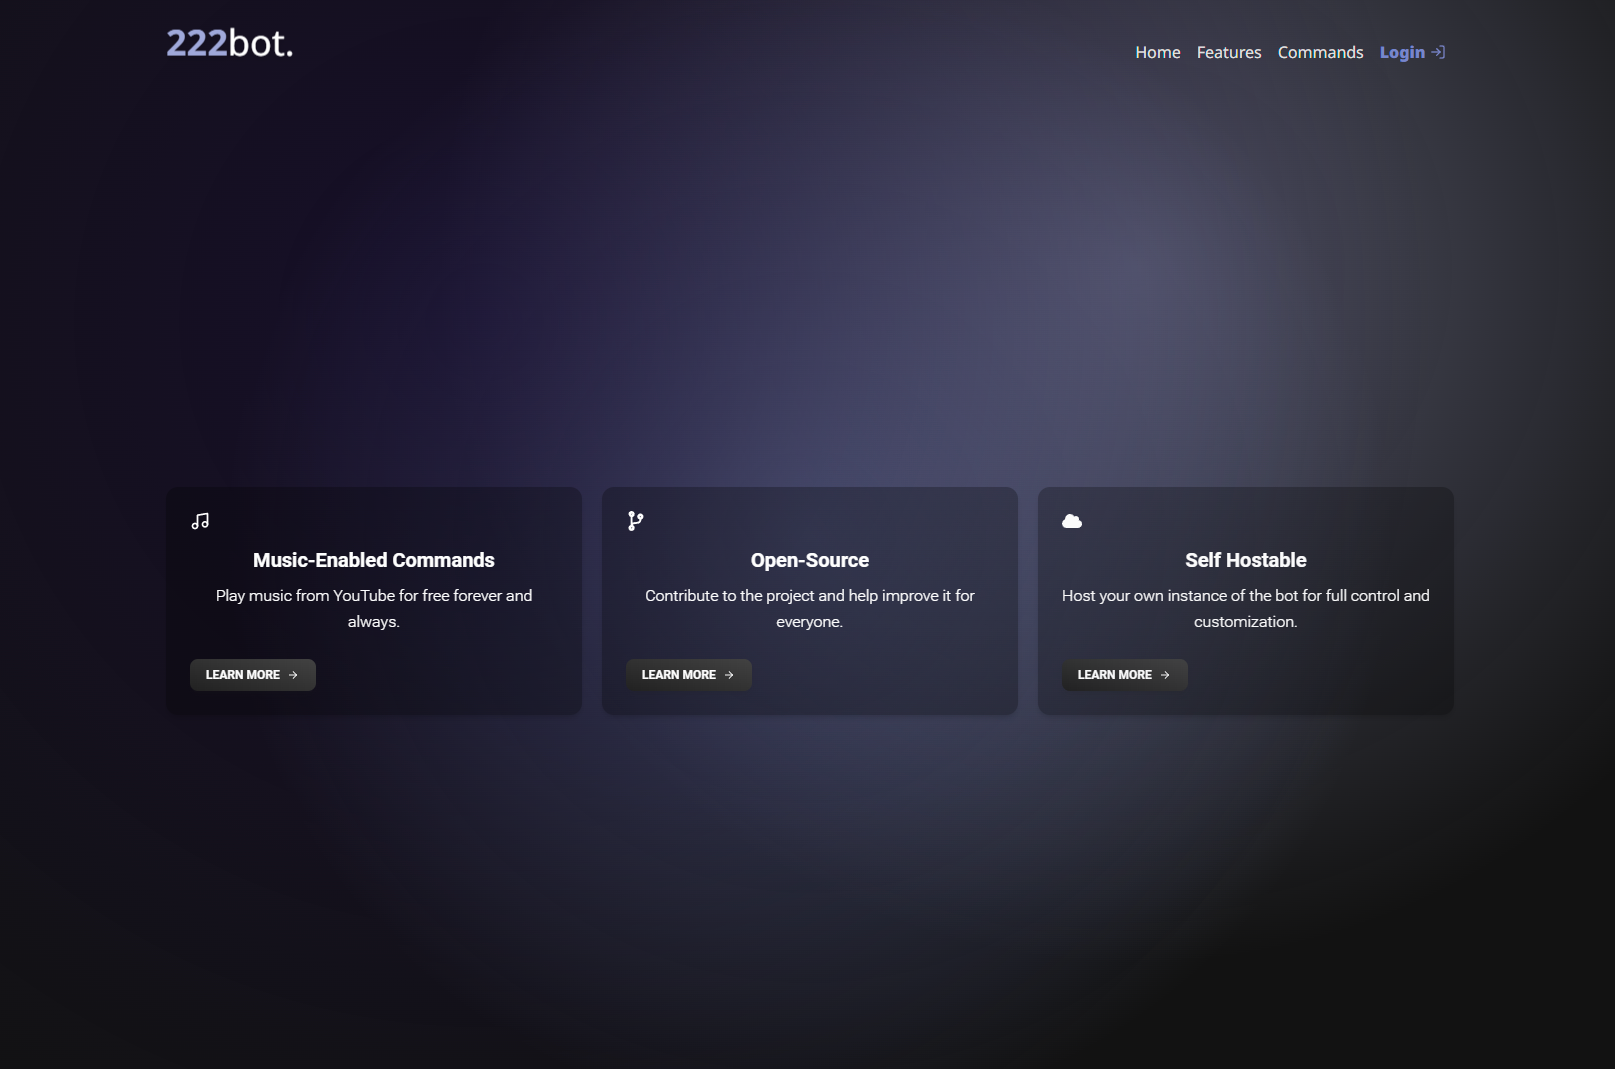 222bot.
Home Features Commands Login
Music-Enabled Commands
Play music from YouTube for free forever and
always.
LEARN MORE
Open-Source
Contribute to the project and help improve it for
everyone.
LEARN MORE
Self Hostable
Host your own instance of the bot for full control and
customization.
LEARN MORE